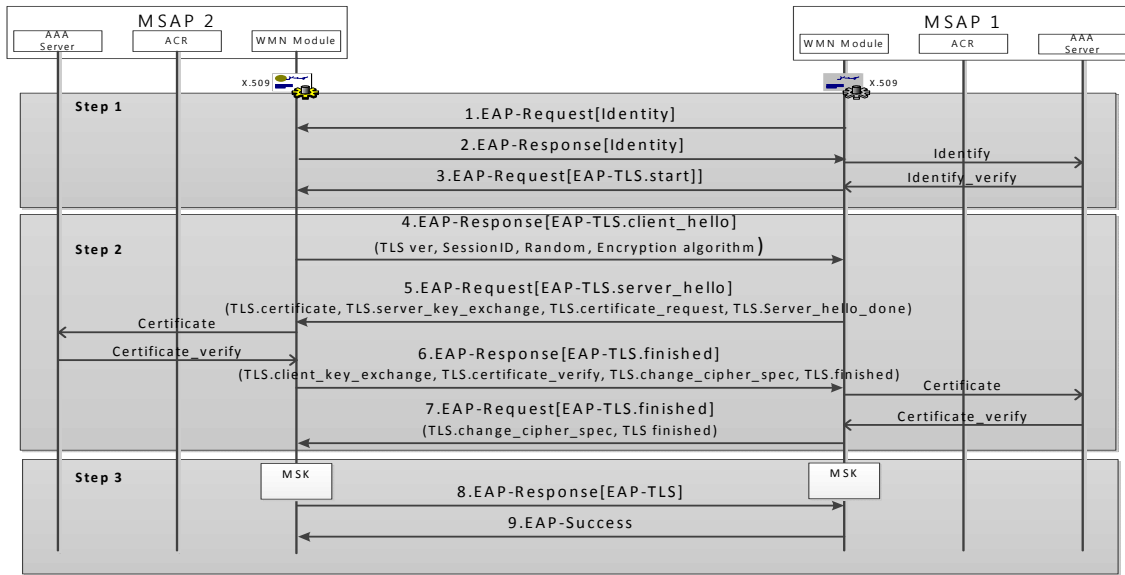 MSAP 2
MSAP 1
AAA
Server
ACR
WMN Module
WMN Module
ACR
AAA
Server
X.509
X.509
Step 1
1.EAP-Request[Identity]
2.EAP-Response[Identity]
Identify
3.EAP-Request[EAP-TLS.start]]
Identify_verify
Step 2
4.EAP-Response[EAP-TLS.client_hello]
(TLS ver, SessionID, Random, Encryption algorithm)
5.EAP-Request[EAP-TLS.server_hello]
(TLS.certificate, TLS.server_key_exchange, TLS.certificate_request, TLS.Server_hello_done)
Certificate
Certificate_verify
6.EAP-Response[EAP-TLS.finished]
(TLS.client_key_exchange, TLS.certificate_verify, TLS.change_cipher_spec, TLS.finished)
Certificate
7.EAP-Request[EAP-TLS.finished]
Certificate_verify
(TLS.change_cipher_spec, TLS finished)
Step 3
MSK
MSK
8.EAP-Response[EAP-TLS]
9.EAP-Success